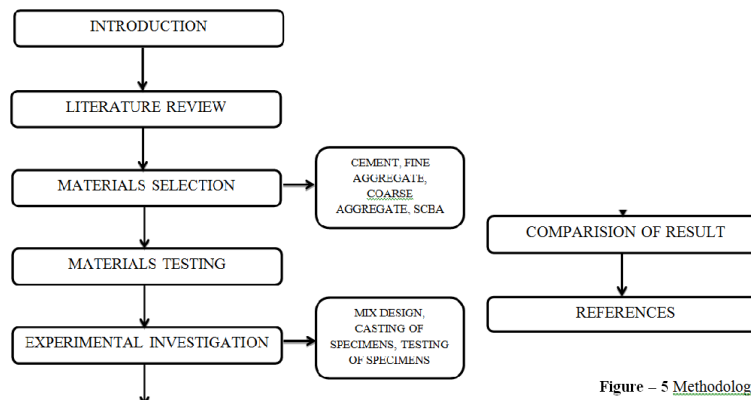 INTRODUCTION
LITERATURE REVIEW
MATERIALS SELECTION
CEMENT, FINE
AGGREGATE,
COARSE
AGGREGATE, SCBA
MATERIALS TESTING
EXPERIMENTAL INVESTIGATION
MIX DESIGN,
CASTING OF
SPECIMENS, TESTING
OF SPECIMENS
COMPARISION OF RESULT
REFERENCES
Figure – 5 Methodolog